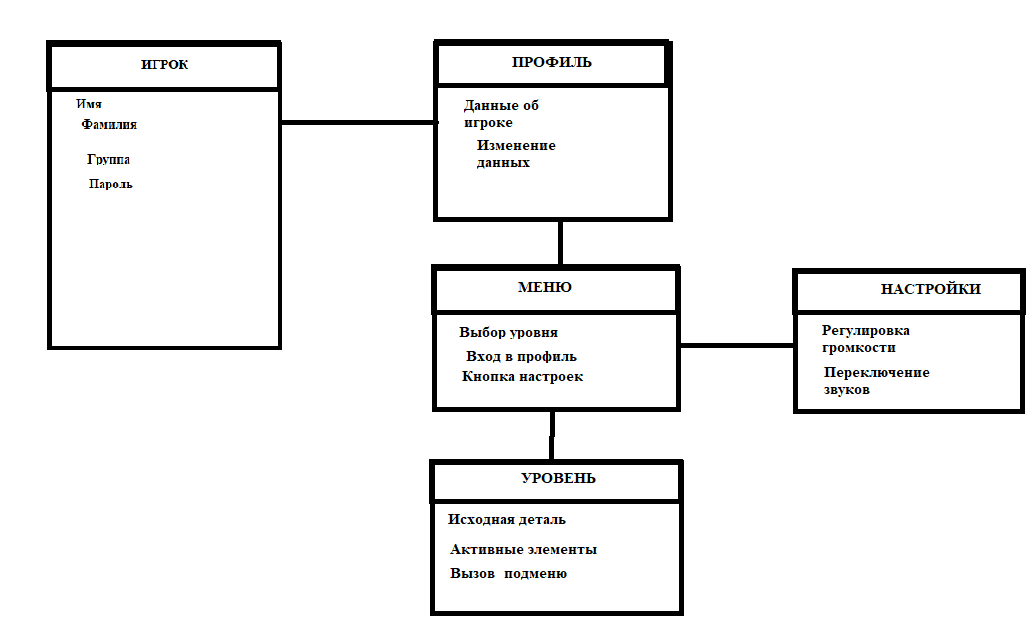 ИГРОК
Имя
Фамилия
Группа
Пароль
ПРОФИЛЬ
Данные об
игроке
Изменение
данных
МЕНЮ
Выбор уровня
Вход в профиль
Кнопка настроек
НАСТРОЙКИ
Регулировка
громкости
Переключение
звуков
УРОВЕНЬ
Исходная деталь
Активные элементы
Вызов подменю